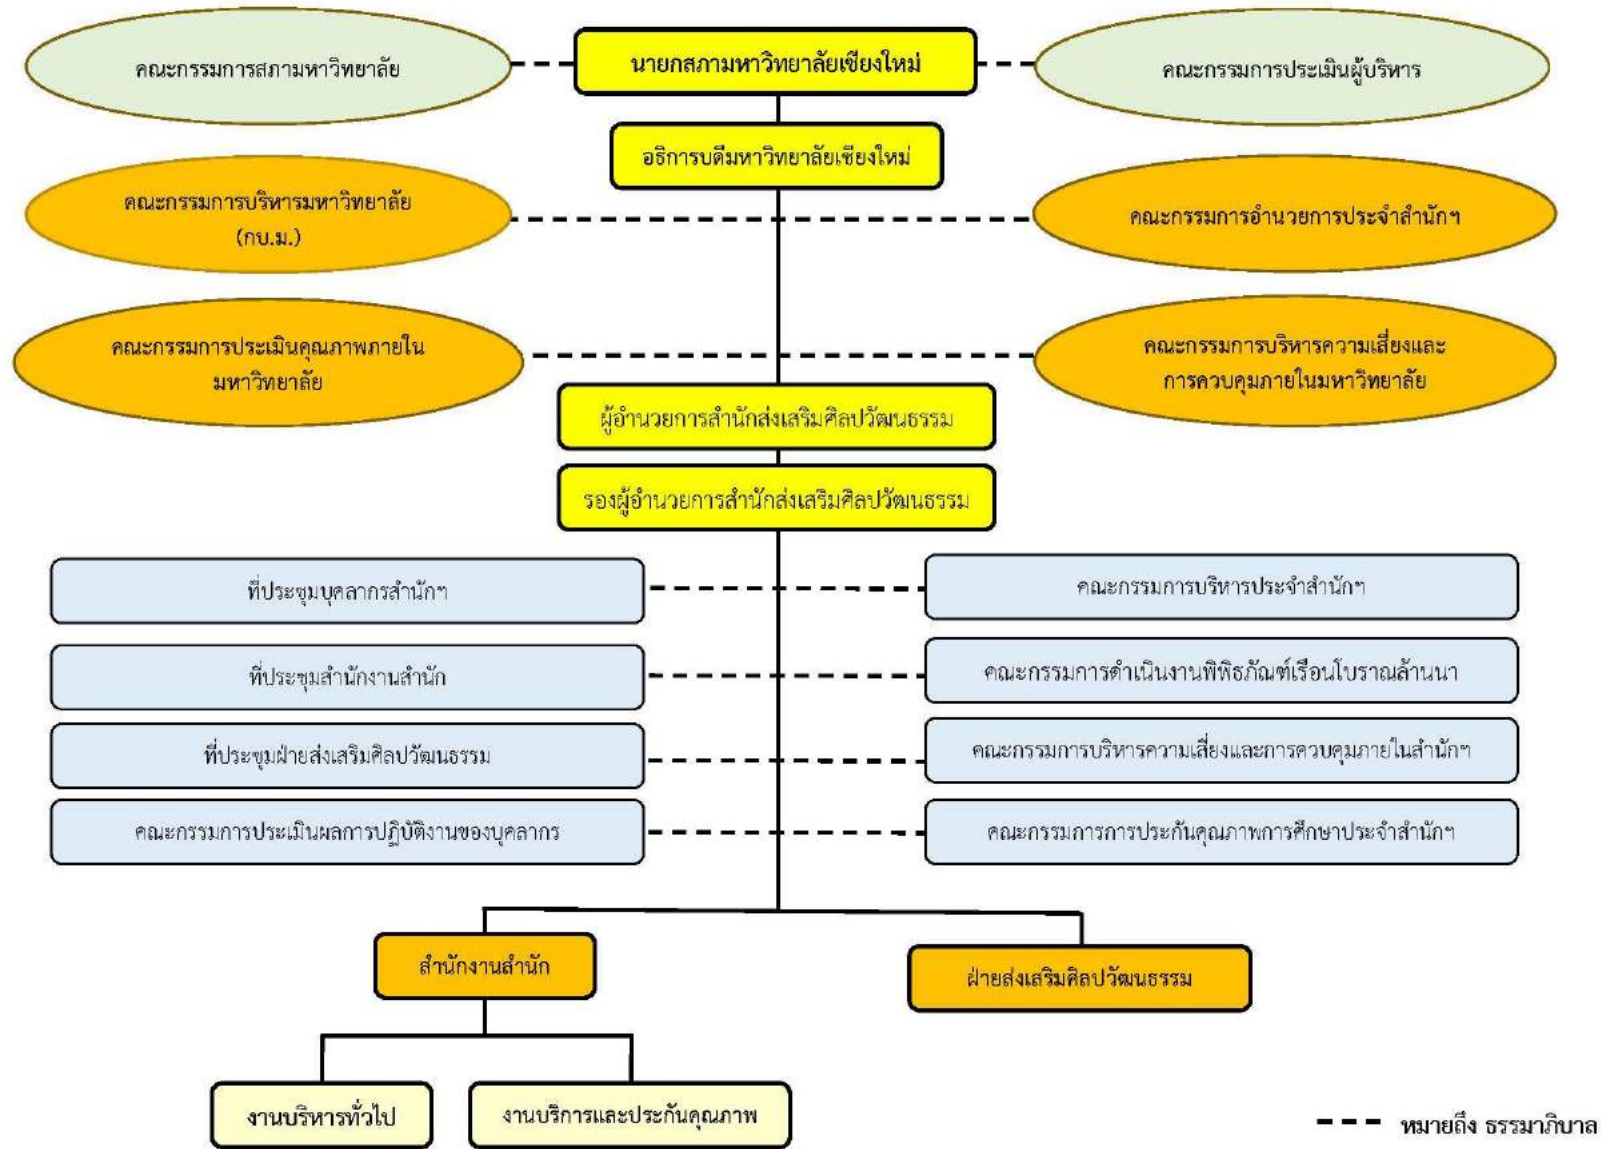 คณะกรรมการสภามหาวิทยาลัย
นายกสภามหาวิทยาลัยเชียงใหม่
คณะกรรมการประเมินผู้บริหาร
อธิการบดีมหาวิทยาลัยเชียงใหม่
คณะกรรมการบริหารมหาวิทยาลัย
(กบ.ม.)
คณะกรรมการอำนวยการประจำสำนักฯ
คณะกรรมการประเมินคุณภาพภายใน
มหาวิทยาลัย
คณะกรรมการบริหารความเสี่ยงและ
การควบคุมภายในมหาวิทยาลัย
ผู้อำนวยการสำนักส่งเสริมศิลปวัฒนธรรม
รองผู้อำนวยการสำนักส่งเสริมศิลปวัฒนธรรม
ที่ประชุมบุคลากรสำนักฯ
คณะกรรมการบริหารประจำสำนักฯ
ที่ประชุมสำนักงานสำนัก
คณะกรรมการดำเนินงานพิพิธภัณฑ์เรือนโบราณล้านนา
ที่ประชุมฝ่ายส่งเสริมศิลปวัฒนธรรม
คณะกรรมการบริหารความเสี่ยงและการควบคุมภายในสำนักฯ
คณะกรรมการประเมินผลการปฏิบัติงานของบุคลากร
คณะกรรมการการประกันคุณภาพการศึกษาประจำสำนักฯ
สำนักงานสำนัก
ฝ่ายส่งเสริมศิลปวัฒนธรรม
งานบริหารทั่วไป
งานบริการและประกันคุณภาพ
หมายถึง ธรรมาภิบาล